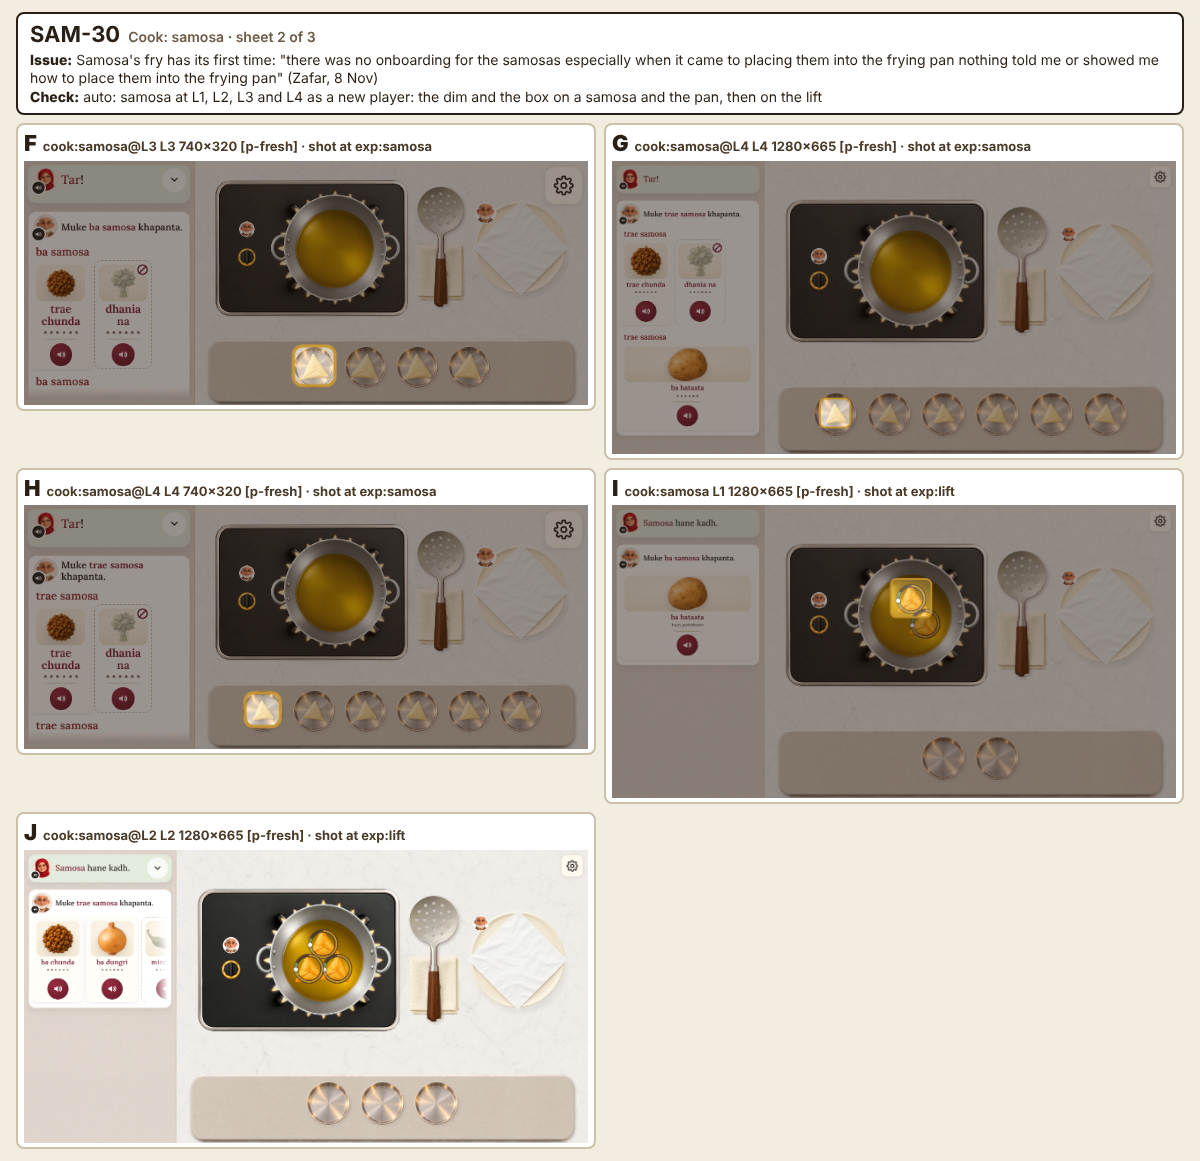 SAM-30 Cook: samosa · sheet 2 of 3
Issue: Samosa's fry has its first time: "there was no onboarding for the samosas especially when it came to placing them into the frying pan nothing told me or showed me
how to place them into the frying pan" (Zafar, 8 Nov)
Check: auto: samosa at L1, L2, L3 and L4 as a new player: the dim and the box on a samosa and the pan, then on the lift
F cook:samosa@L3 L3 740×320 [p-fresh] · shot at exp:samosa
Tar!
Muke ba samosa khapanta.
ba samosa
trae chunda
dhania na
ba samosa
G cook:samosa@L4 L4 1280×665 [p-fresh] · shot at exp:samosa
Tar!
Muke trae samosa khapanta.
trae samosa
trae chunda
dhania na
trae samosa
ba bataata
H cook:samosa@L4 L4 740×320 [p-fresh] · shot at exp:samosa
Tar!
Muke trae samosa
khapanta.
trae samosa
trae chunda
dhania na
trae samosa
I cook:samosa L1 1280×665 [p-fresh] · shot at exp:lift
Samosa hane kadh.
Muke ba samosa khapanta.
ba bataata
J cook:samosa@L2 L2 1280×665 [p-fresh] · shot at exp:lift
Samosa hane kadh.
Muke trae samosa khapanta.
ba chunda
ba dungri